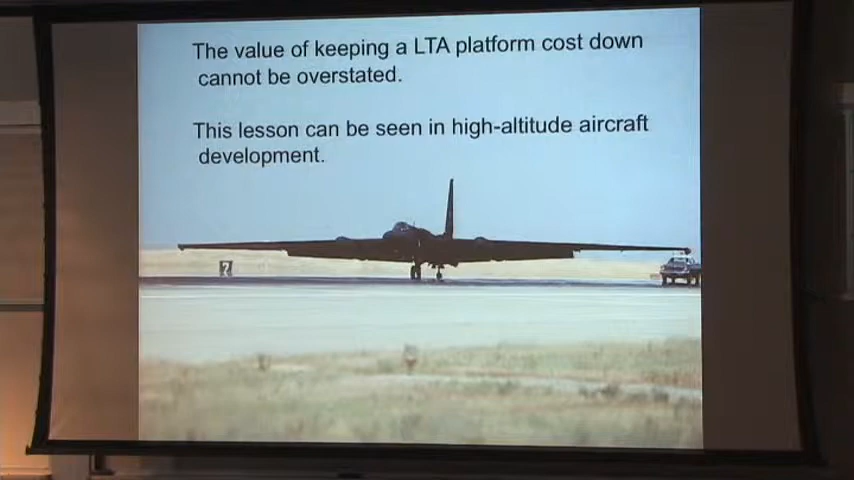 The value of keeping a LTA platform cost down
cannot be overstated.
This lesson can be seen in high-altitude aircraft
development.
2